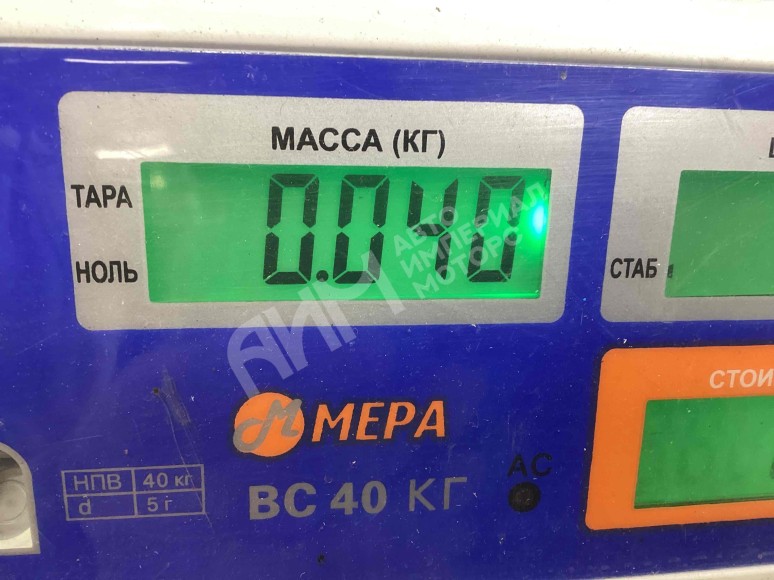 МАССА (КГ)
ТАРА
0.040
НОЛЬ
СТАБ
АИМ
АВТО
ИМПЕРИАЛ
МОТОРС
СТОИ
МЕРА
НПВ 40 кг
d 5 г
ВС 40 КГ
АС